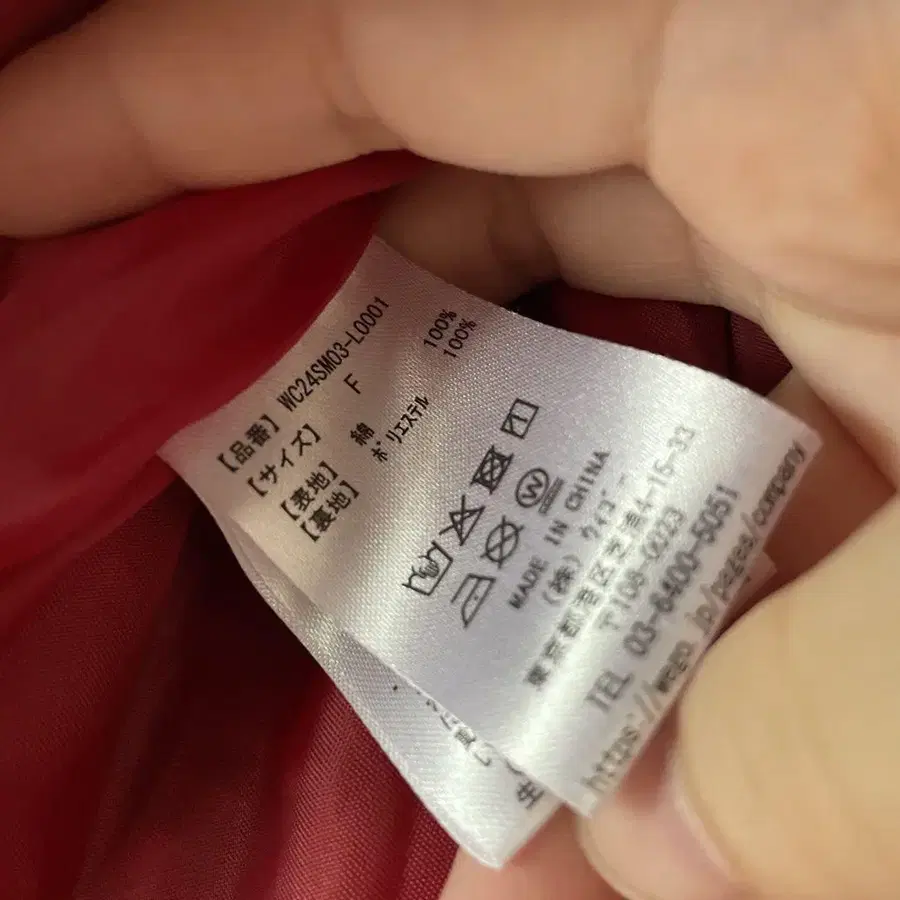 【品番】 WC24SM03-L0001
【サイズ】 F
【表地】 綿 100%
【裏地】 ポリエステル 100%
W
MADE IN CHINA
(株) ウィゴー
東京都港区芝浦4-15-33
〒108-0023
TEL 03-6400-5051
https://wego.jp/pages/company